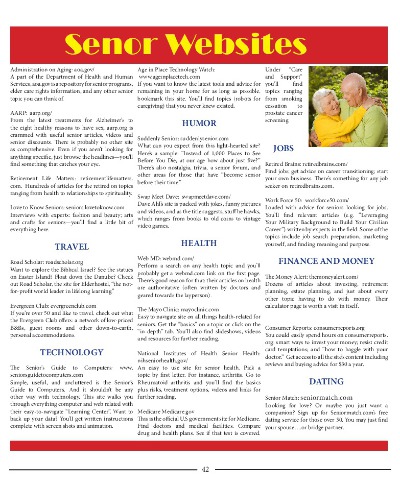 Senor Websites
Administration on Aging: aoa.gov/
A part of the Department of Health and Human
Services, aoa.gov is a repository for senior programs,
elder care rights information, and any other senior
topic you can think of.
AARP: aarp.org/
From the latest treatments for Alzheimer's to
the eight healthy reasons to have sex, aarp.org is
crammed with useful senior articles, videos and
senior discounts. There is probably no other site
as comprehensive. Even if you aren't looking for
anything specific, just browse the headlines—you'll
find something that catches your eye.
Retirement Life Matters: retirementlifematters.
com. Hundreds of articles for the retired on topics
ranging from health to relationships to spirituality.
Love to Know Seniors: seniors.lovetoknow.com
Interviews with experts; fashion and beauty; arts
and crafts for seniors—you'll find a little bit of
everything here.
TRAVEL
Road Scholar: roadscholar.org
Want to explore the Biblical Israel? See the statues
on Easter Island? Float down the Danube? Check
out Road Scholar, the site for Elderhostel, "the not-
for-profit world leader in lifelong learning."
Evergreen Club: evergreenclub.com
If you're over 50 and like to travel, check out what
the Evergreen Club offers: a network of low-priced
B&Bs, guest rooms and other down-to-earth,
personal accommodations.
TECHNOLOGY
The Senior's Guide to Computers: www.
seniorsguidetocomputers.com
Simple, useful, and uncluttered is the Senior's
Guide to Computers. And it shouldn't be any
other way with technology. This site walks you
through everything computer and web related with
their easy-to-navigate "Learning Center". Want to
back up your data? You'll get written instructions
complete with screen shots and animation.
Age in Place Technology Watch:
www.ageinplacetech.com
If you want to know the latest tools and advice for
remaining in your home for as long as possible,
bookmark this site. You'll find topics (robots for
caregiving) that you never knew existed.
HUMOR
Suddenly Senior: suddenlysenior.com
What can you expect from this light-hearted site?
Here's a sample: "Instead of 1,000 Places to See
Before You Die, at our age how about just five?"
There's also nostalgia, trivia, a senior forum, and
other areas for those that have "become senior
before their time".
Swap Meet Dave: swapmeetdave.com/
Dave Mill's site is packed with jokes, funny pictures
and videos, and as the title suggests, stuff he hawks,
which ranges from books to old coins to vintage
video games.
HEALTH
Web MD: webmd.com/
Perform a search on any health topic and you'll
probably get a webmd.com link on the first page.
There's good reason for that: their articles on health
are authoritative (often written by doctors and
geared towards the layperson).
The Mayo Clinic: mayoclinic.com
Easy to navigate site on all things health-related for
seniors. Get the "basics" on a topic or click on the
"in depth" tab. You'll also find slideshows, videos
and resources for further reading.
National Institutes of Health Senior Health:
nihseniorhealth.gov/
An easy to use site for senior health. Pick a
topic by first letter. For instance, arthritis. Go to
Rheumatoid arthritis and you'll find the basics
plus risks, treatment options, videos and links for
further reading.
Medicare: Medicare.gov
This is the official US government site for Medicare.
Find doctors and medical facilities. Compare
drug and health plans. See if that test is covered.
Under "Care
and Support"
you'll find
topics ranging
from smoking
cessation to
prostate cancer
screening.
JOBS
Retired Brains: retiredbrains.com/
Find jobs; get advice on career transitioning; start
your own business. There's something for any job
seeker on retiredbrains.com.
Work Force 50: workforce50.com/
Loaded with advice for seniors looking for jobs.
You'll find relevant articles (e.g. "Leveraging
Your Military Background to Build Your Civilian
Career") written by experts in the field. Some of the
topics include job search preparation, marketing
yourself, and finding meaning and purpose.
FINANCE AND MONEY
The Money Alert: themoneyalert.com/
Dozens of articles about investing, retirement
planning, estate planning, and just about every
other topic having to do with money. Their
calculator page is worth a visit in itself.
Consumer Reports: consumerreports.org
You could easily spend hours on consumerreports.
org: smart ways to invest your money, resist credit
card temptations, and "how to haggle with your
doctor." Get access to all the site's content including
reviews and buying advice for $30 a year.
DATING
Senior Match: seniormatch.com
Looking for love? Or maybe you just want a
companion? Sign up for Seniormatch.com's free
dating service for those over 50. You may just find
your spouse...or bridge partner.
42